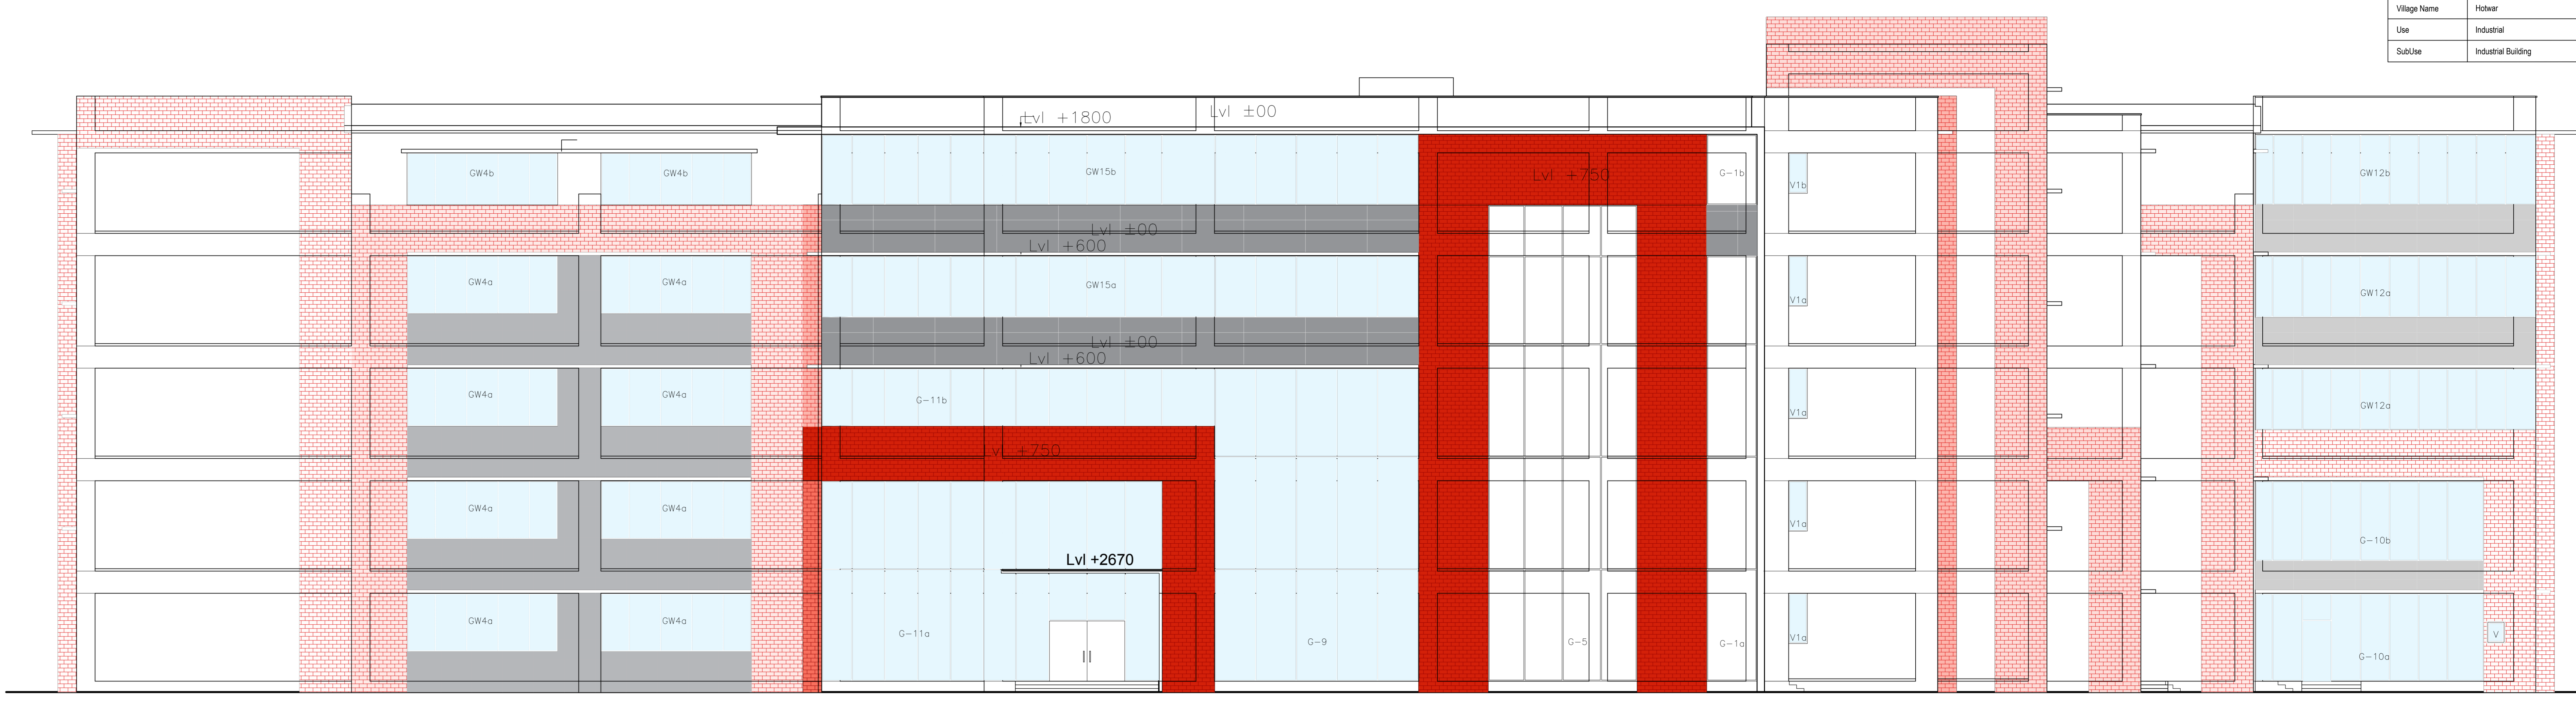 Village Name Hotwar
Use Industrial
SubUse Industrial Building
Lvl ±00
Lvl +1800
GW4b GW4b GW15b Lvl +750 G-1b V1b GW12b
Lvl ±00
Lvl +600
GW4a GW4a GW15a V1a GW12a
Lvl ±00
Lvl +600
GW4a GW4a G-11b V1a GW12a
Lvl +750
GW4a GW4a V1a G-10b
Lvl +2670
GW4a GW4a G-11a G-9 G-5 G-1a V1a G-10a V